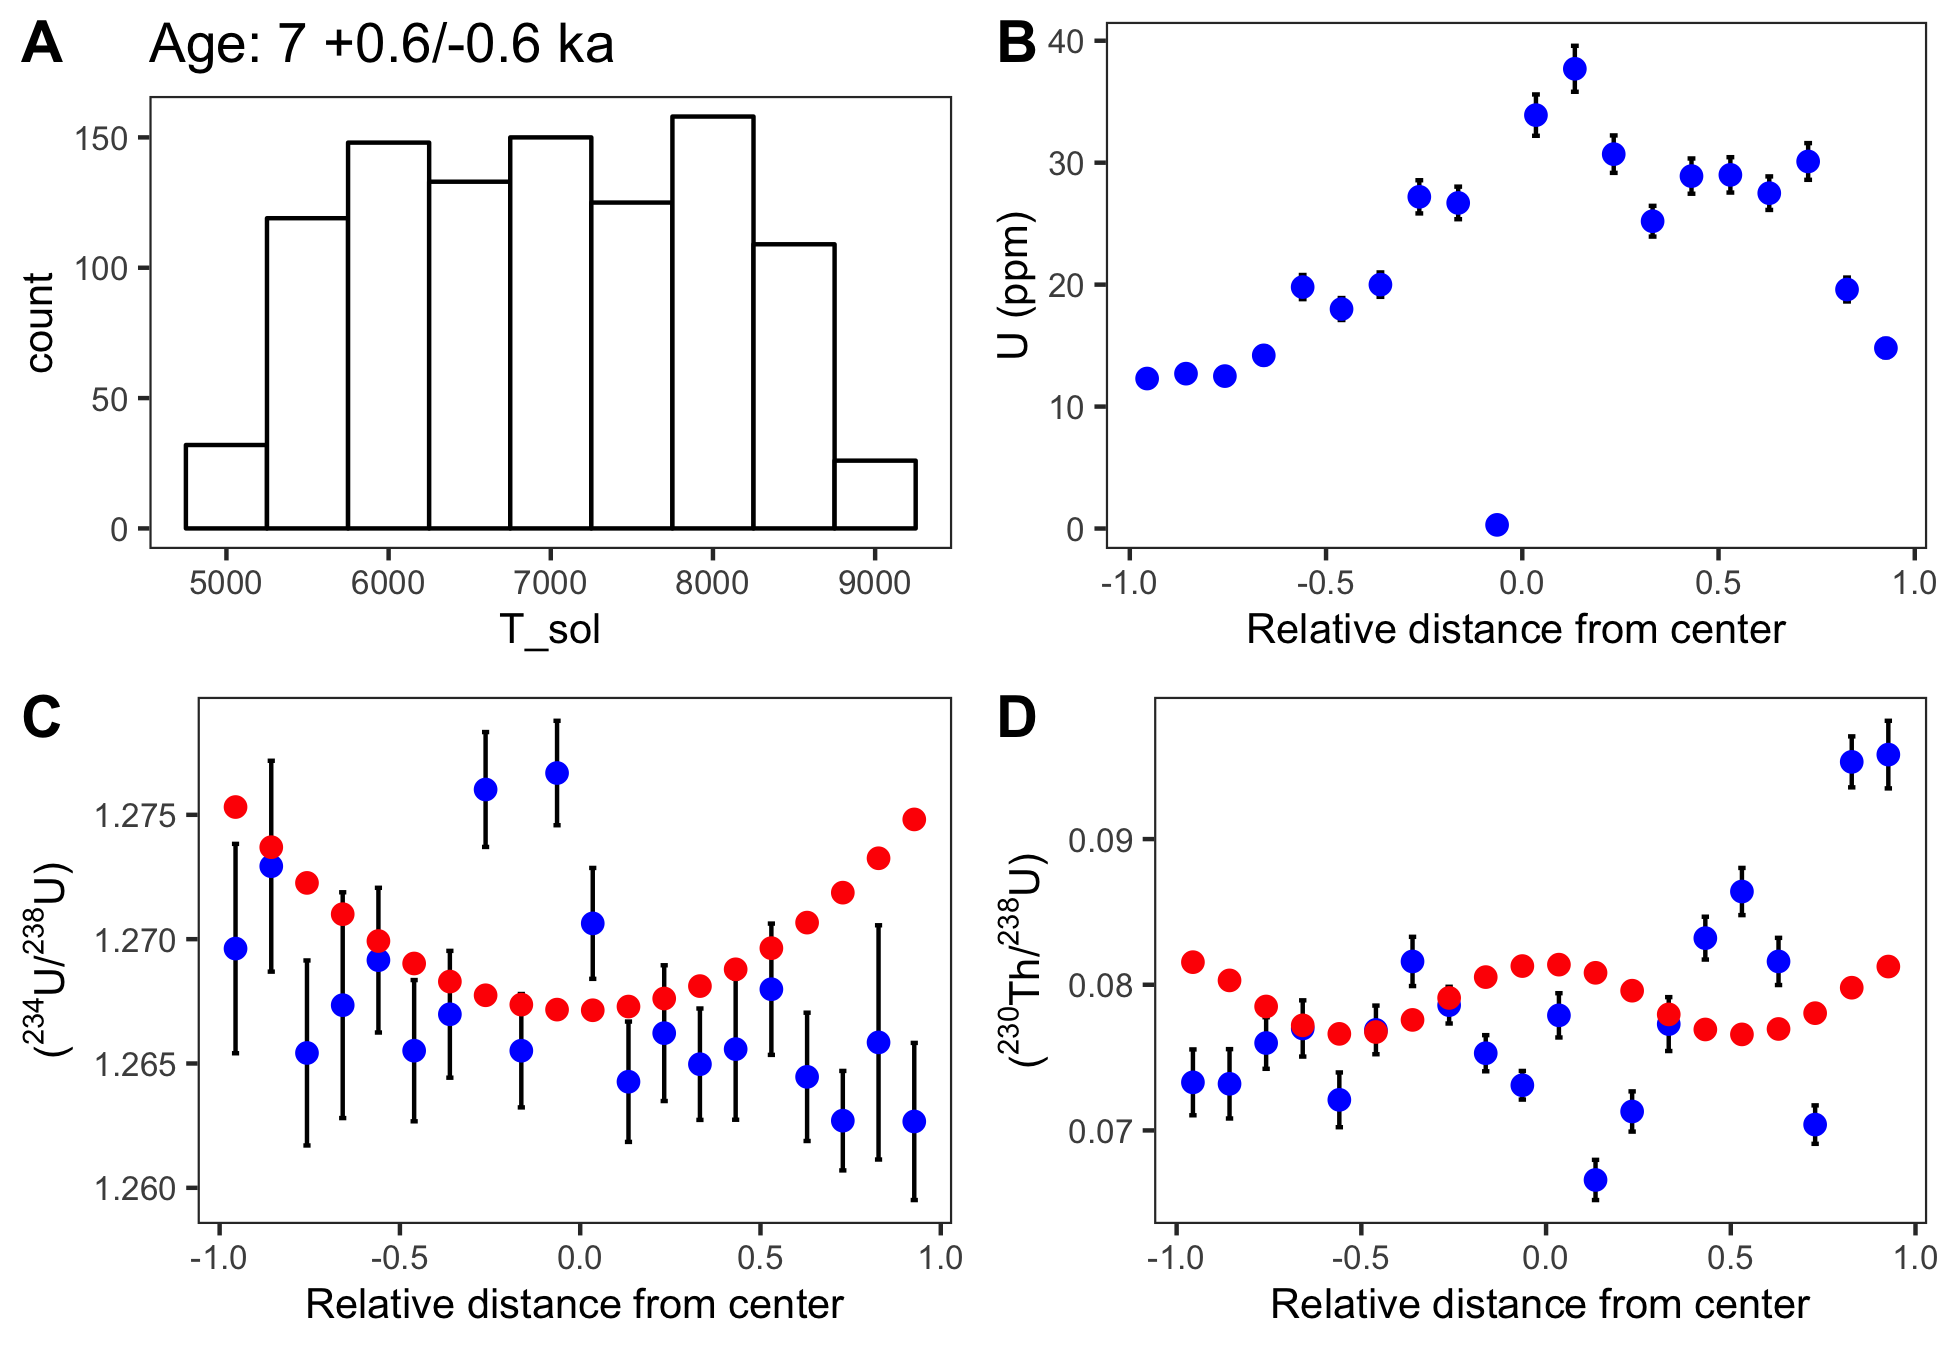 A
Age: 7 +0.6/-0.6 ka
150
100
50
0
count
5000 6000 7000 8000 9000
T_sol
B
40
30
20
10
0
U (ppm)
-1.0 -0.5 0.0 0.5 1.0
Relative distance from center
C
1.275
1.270
1.265
1.260
(²³⁴U/²³⁸U)
-1.0 -0.5 0.0 0.5 1.0
Relative distance from center
D
0.09
0.08
0.07
(²³⁰Th/²³⁸U)
-1.0 -0.5 0.0 0.5 1.0
Relative distance from center